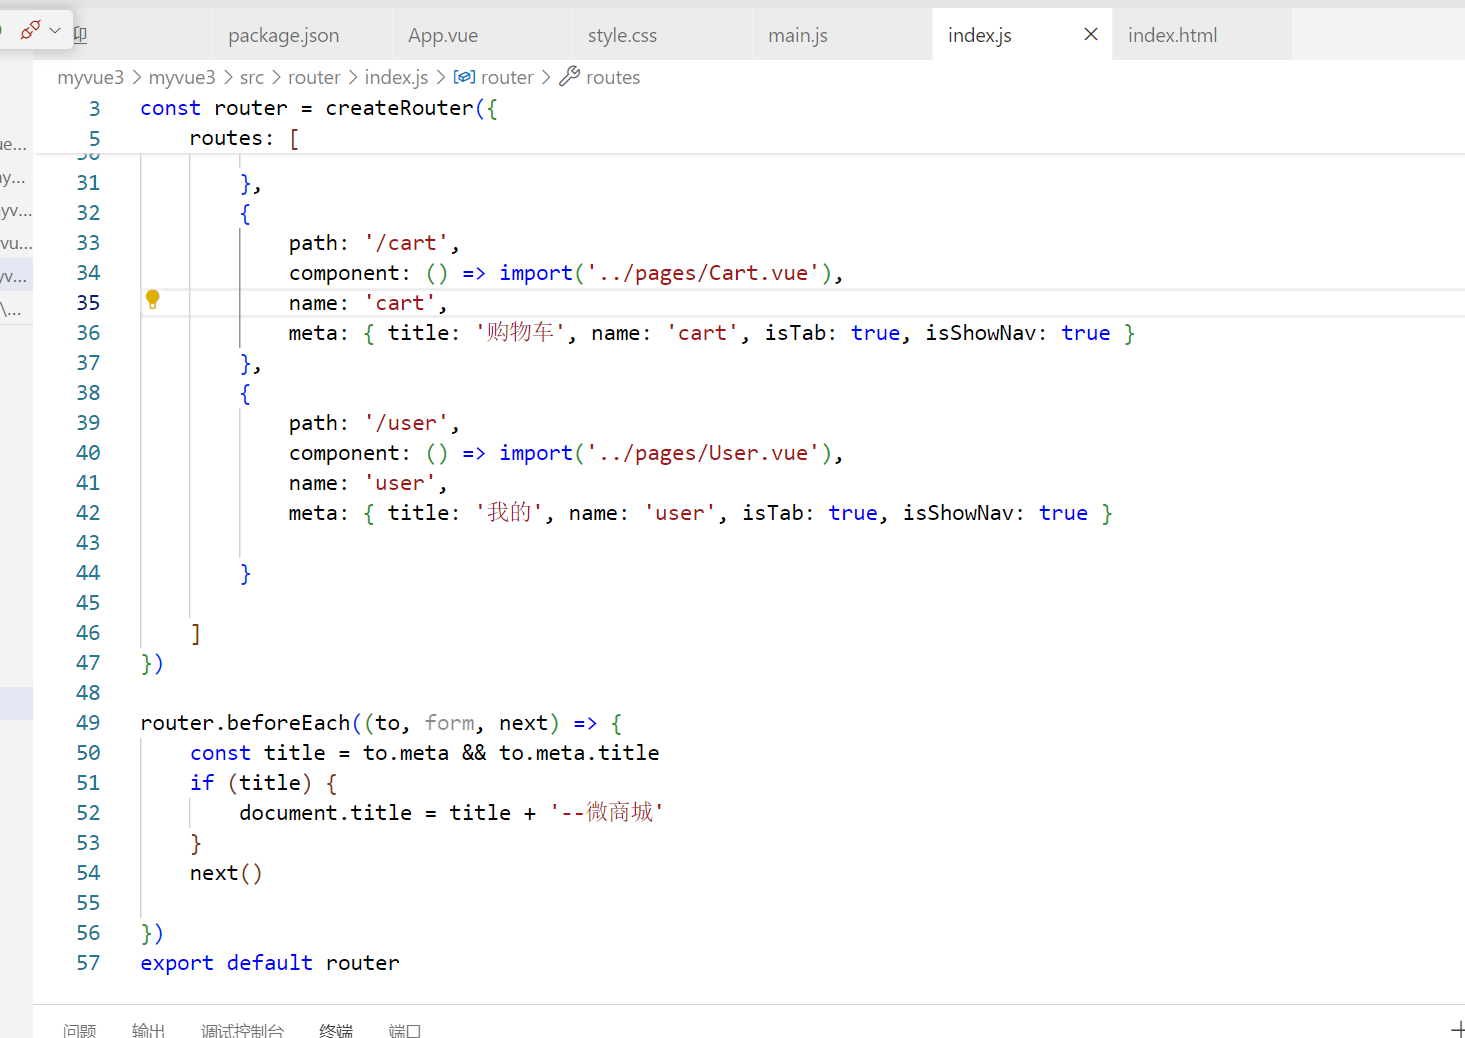 package.json App.vue style.css main.js index.js index.html
myvue3 > myvue3 > src > router > index.js > router > routes
3 const router = createRouter({
5 routes: [
31 },
32 {
33 path: '/cart',
34 component: () => import('../pages/Cart.vue'),
35 name: 'cart',
36 meta: { title: '购物车', name: 'cart', isTab: true, isShowNav: true }
37 },
38 {
39 path: '/user',
40 component: () => import('../pages/User.vue'),
41 name: 'user',
42 meta: { title: '我的', name: 'user', isTab: true, isShowNav: true }
43
44 }
45
46 ]
47 })
48
49 router.beforeEach((to, form, next) => {
50 const title = to.meta && to.meta.title
51 if (title) {
52 document.title = title + '--微商城'
53 }
54 next()
55
56 })
57 export default router
问题 输出 调试控制台 终端 端口